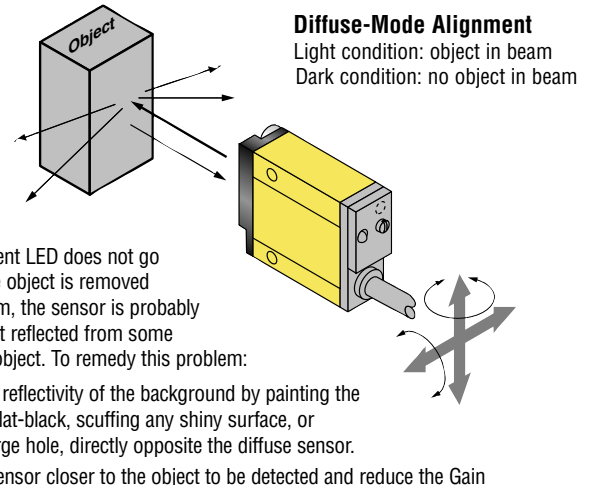 Object
Diffuse-Mode Alignment
Light condition: object in beam
Dark condition: no object in beam
ent LED does not go
object is removed
m, the sensor is probably
t reflected from some
object. To remedy this problem:
reflectivity of the background by painting the
lat-black, scuffing any shiny surface, or
rge hole, directly opposite the diffuse sensor.
ensor closer to the object to be detected and reduce the Gain